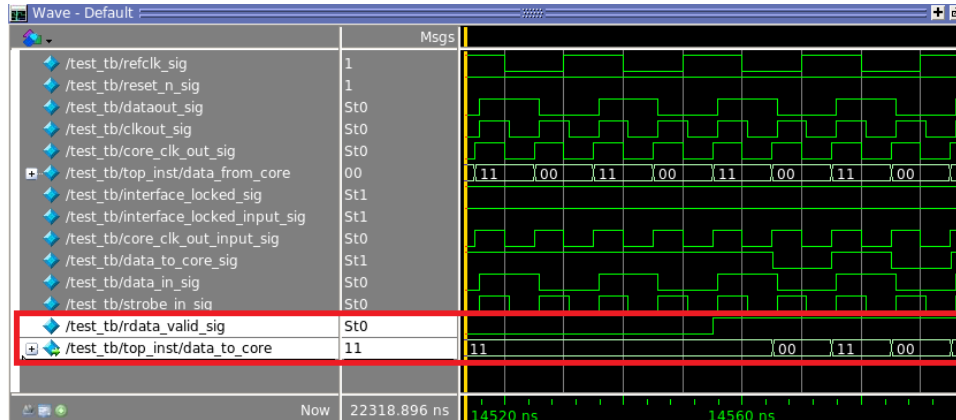 Wave - Default
Msgs
/test_tb/refclk_sig 1
/test_tb/reset_n_sig 1
/test_tb/dataout_sig St0
/test_tb/clkout_sig St0
/test_tb/core_clk_out_sig St0
/test_tb/top_inst/data_from_core 00 11 00 11 00 11 00 11 00
/test_tb/interface_locked_sig St1
/test_tb/interface_locked_input_sig St1
/test_tb/core_clk_out_input_sig St0
/test_tb/data_to_core_sig St1
/test_tb/data_in_sig St0
/test_tb/strobe_in_sig St0
/test_tb/rdata_valid_sig St0
/test_tb/top_inst/data_to_core 11 11 00 11 00
Now 22318.896 ns 14520 ns 14560 ns